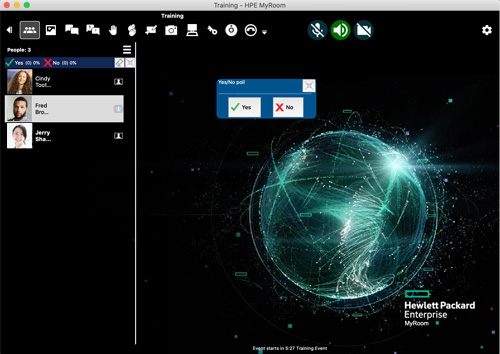 Training - HPE MyRoom
Training
People: 3
Yes (0) 0% No (0) 0%
Cindy
Toot...
Fred
Bro...
Jerry
Sha...
Yes/No poll
Yes No
Hewlett Packard
Enterprise
MyRoom
Event starts in 5:27 Training Event